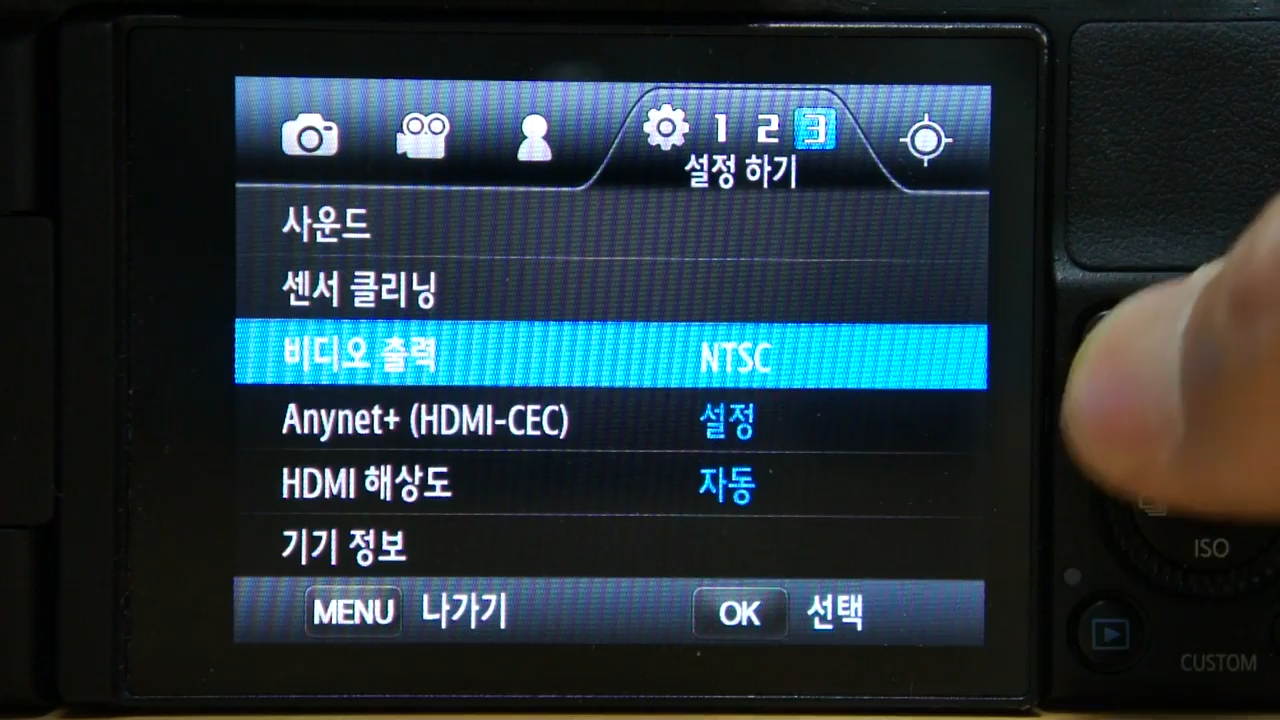 1 2 3
설정 하기
사운드
센서 클리닝
비디오 출력 NTSC
Anynet+ (HDMI-CEC) 설정
HDMI 해상도 자동
기기 정보
MENU 나가기 OK 선택
ISO
CUSTOM